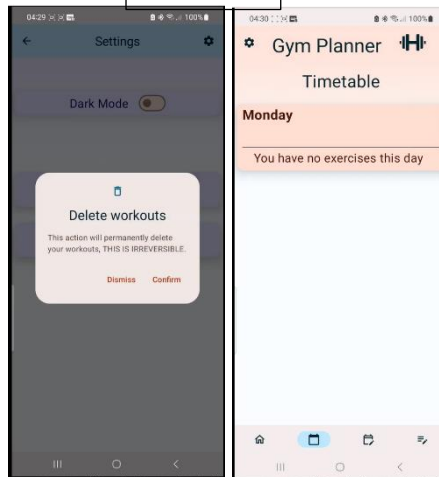 04:29
100%
Settings
Dark Mode
Delete workouts
This action will permanently delete
your workouts, THIS IS IRREVERSIBLE.
Dismiss Confirm
04:30
100%
Gym Planner
Timetable
Monday
You have no exercises this day